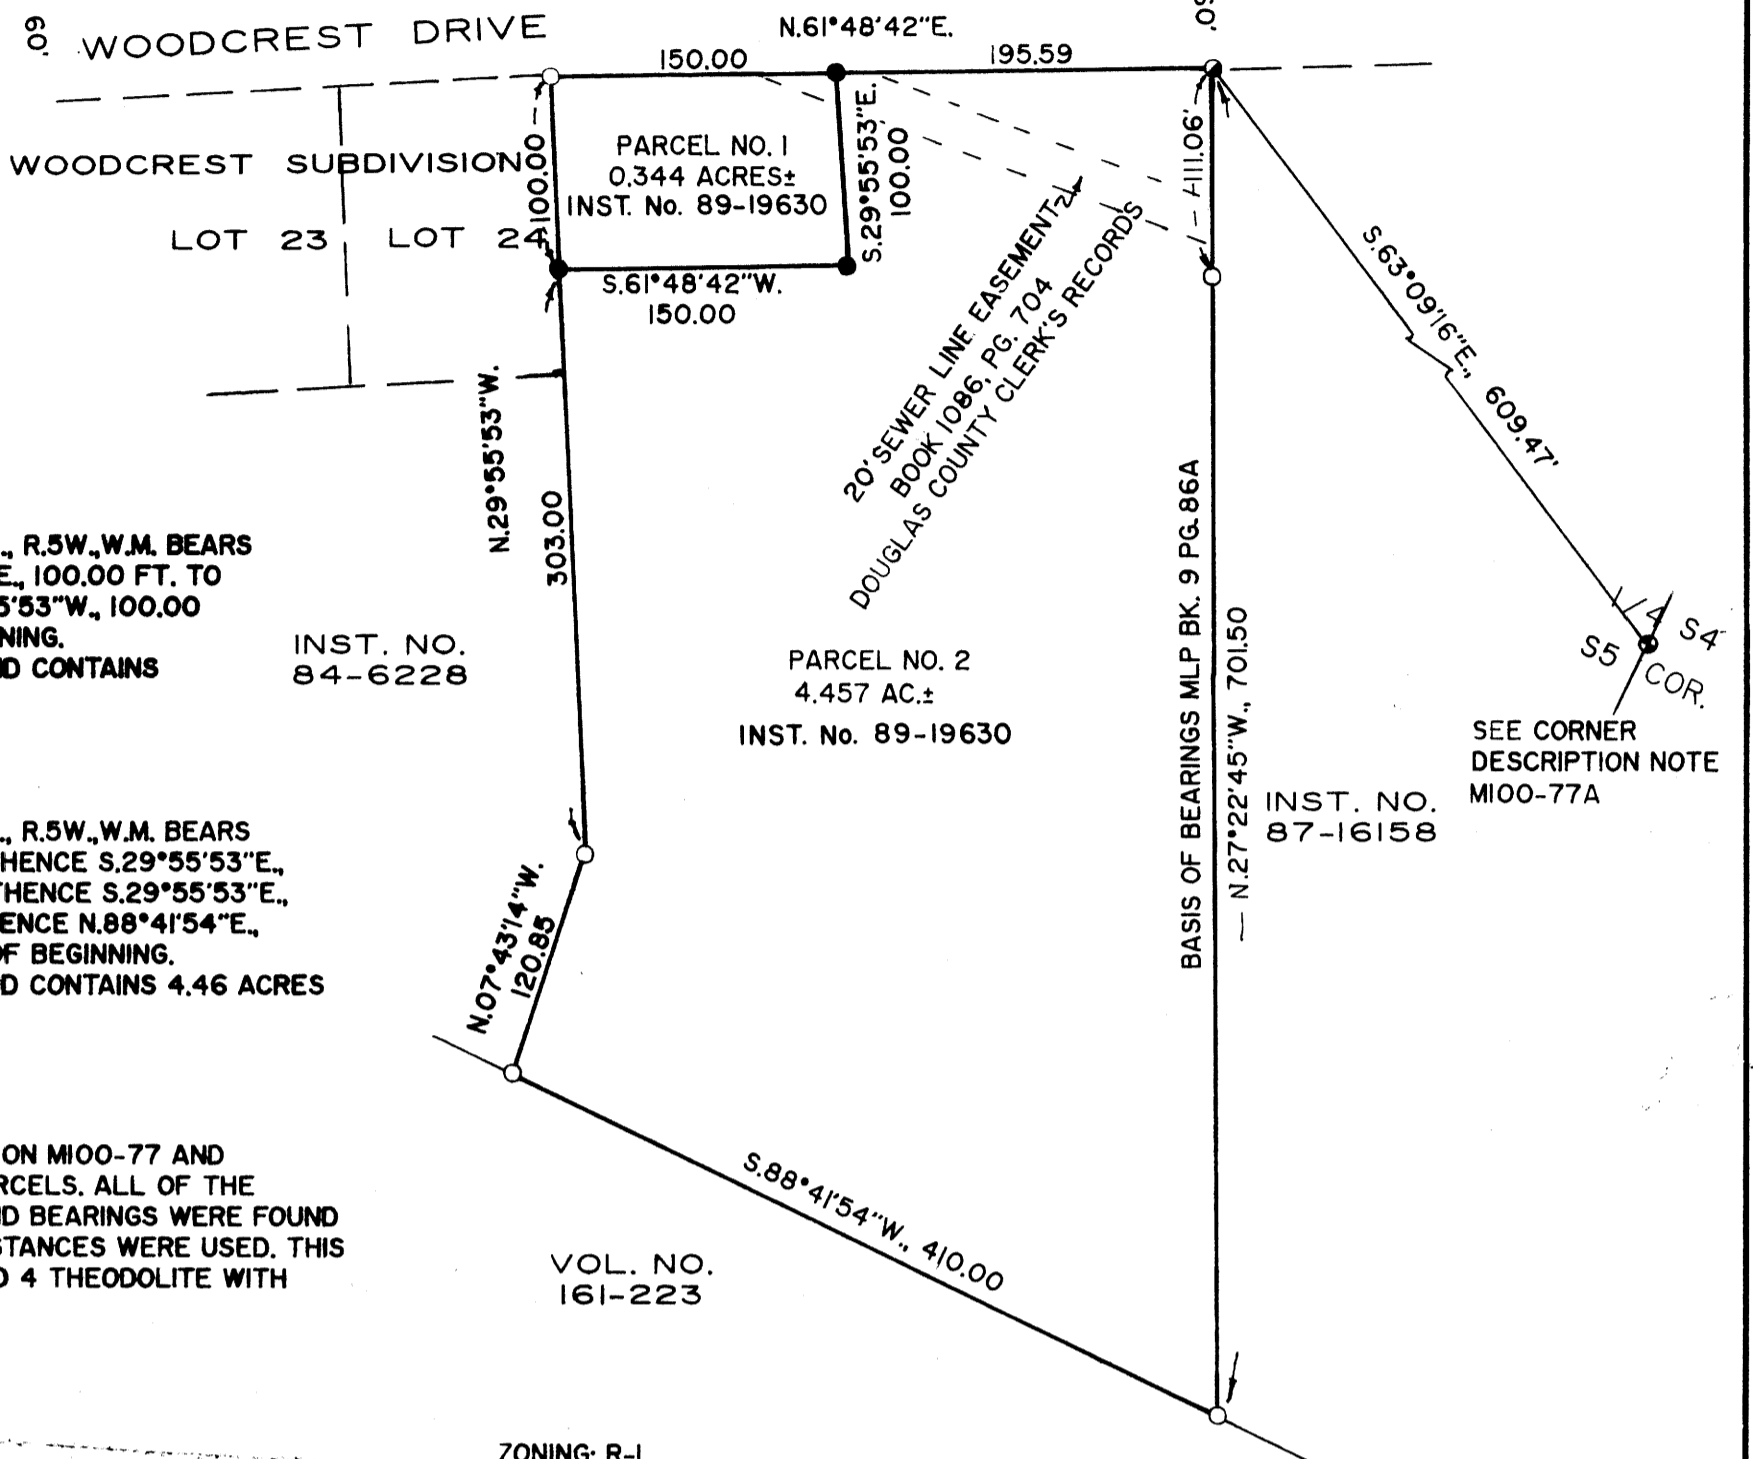 60'
WOODCREST DRIVE
N.61°48'42"E.
150.00
195.59
WOODCREST SUBDIVISION
LOT 23
LOT 24
100.00
PARCEL NO. 1
0.344 ACRES±
INST. No. 89-19630
S.29°55'53"E.
100.00
S.61°48'42"W.
150.00
111.06'
20' SEWER LINE EASEMENT
BOOK 1086, PG. 704
DOUGLAS COUNTY CLERK'S RECORDS
S.63°09'16"E., 609.47'
N.29°55'53"W.
303.00
., R.5W.,W.M. BEARS
E., 100.00 FT. TO
5'53"W., 100.00
NING.
D CONTAINS
INST. NO.
84-6228
PARCEL NO. 2
4.457 AC.±
INST. No. 89-19630
BASIS OF BEARINGS MLP BK. 9 PG.86A
N.27°22'45"W., 701.50
1/4
S5 S4
COR.
SEE CORNER
DESCRIPTION NOTE
M100-77A
INST. NO.
87-16158
., R.5W.,W.M. BEARS
HENCE S.29°55'53"E.,
THENCE S.29°55'53"E.,
ENCE N.88°41'54"E.,
OF BEGINNING.
D CONTAINS 4.46 ACRES
N.07°43'14"W.
120.85
S.88°41'54"W., 410.00
ON M100-77 AND
RCELS. ALL OF THE
D BEARINGS WERE FOUND
STANCES WERE USED. THIS
O 4 THEODOLITE WITH
VOL. NO.
161-223
ZONING: R-1